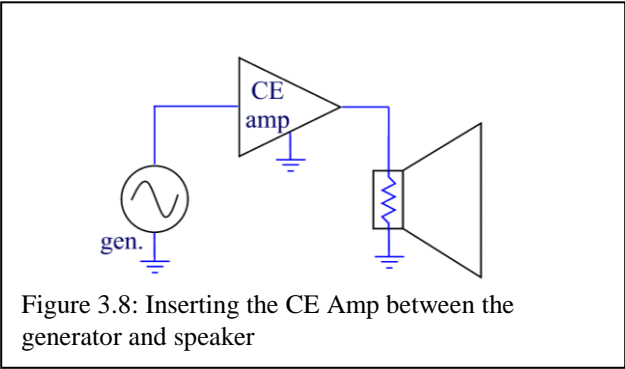 CE
amp
gen.
Figure 3.8: Inserting the CE Amp between the
generator and speaker